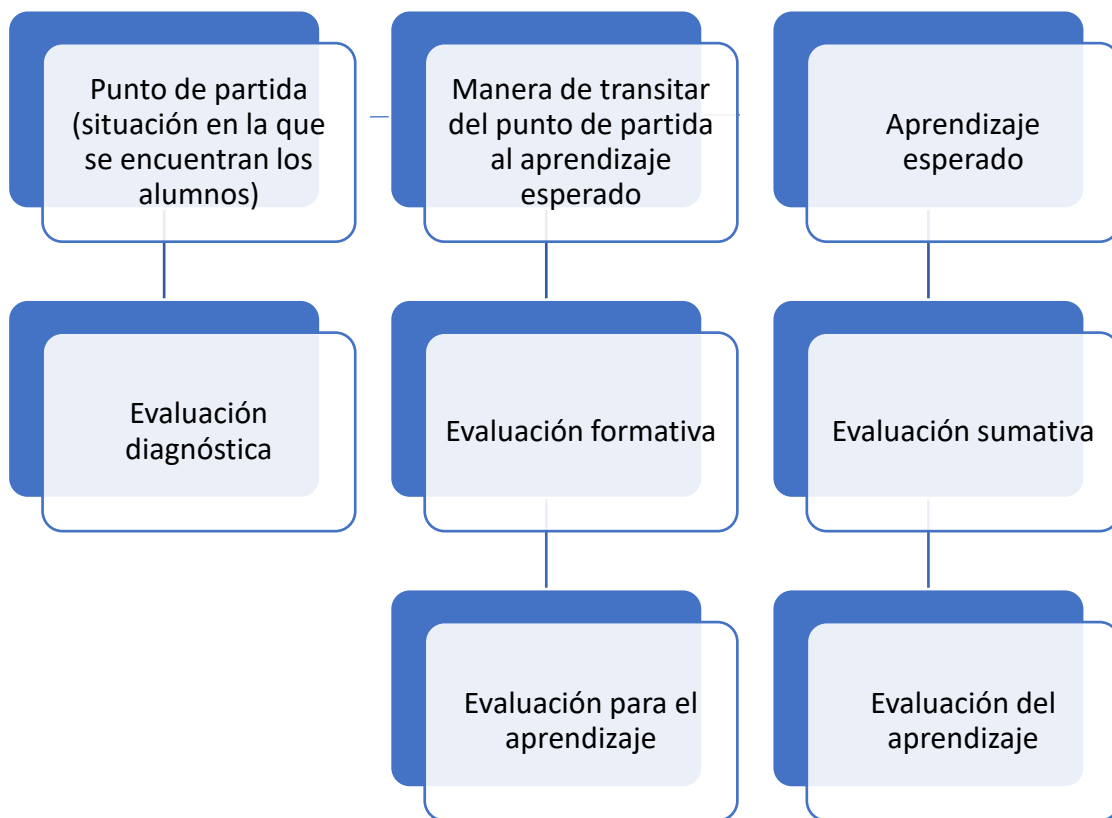 Punto de partida
(situación en la que
se encuentran los
alumnos)
Manera de transitar
del punto de partida
al aprendizaje
esperado
Aprendizaje
esperado
Evaluación
diagnóstica
Evaluación formativa
Evaluación sumativa
Evaluación para el
aprendizaje
Evaluación del
aprendizaje